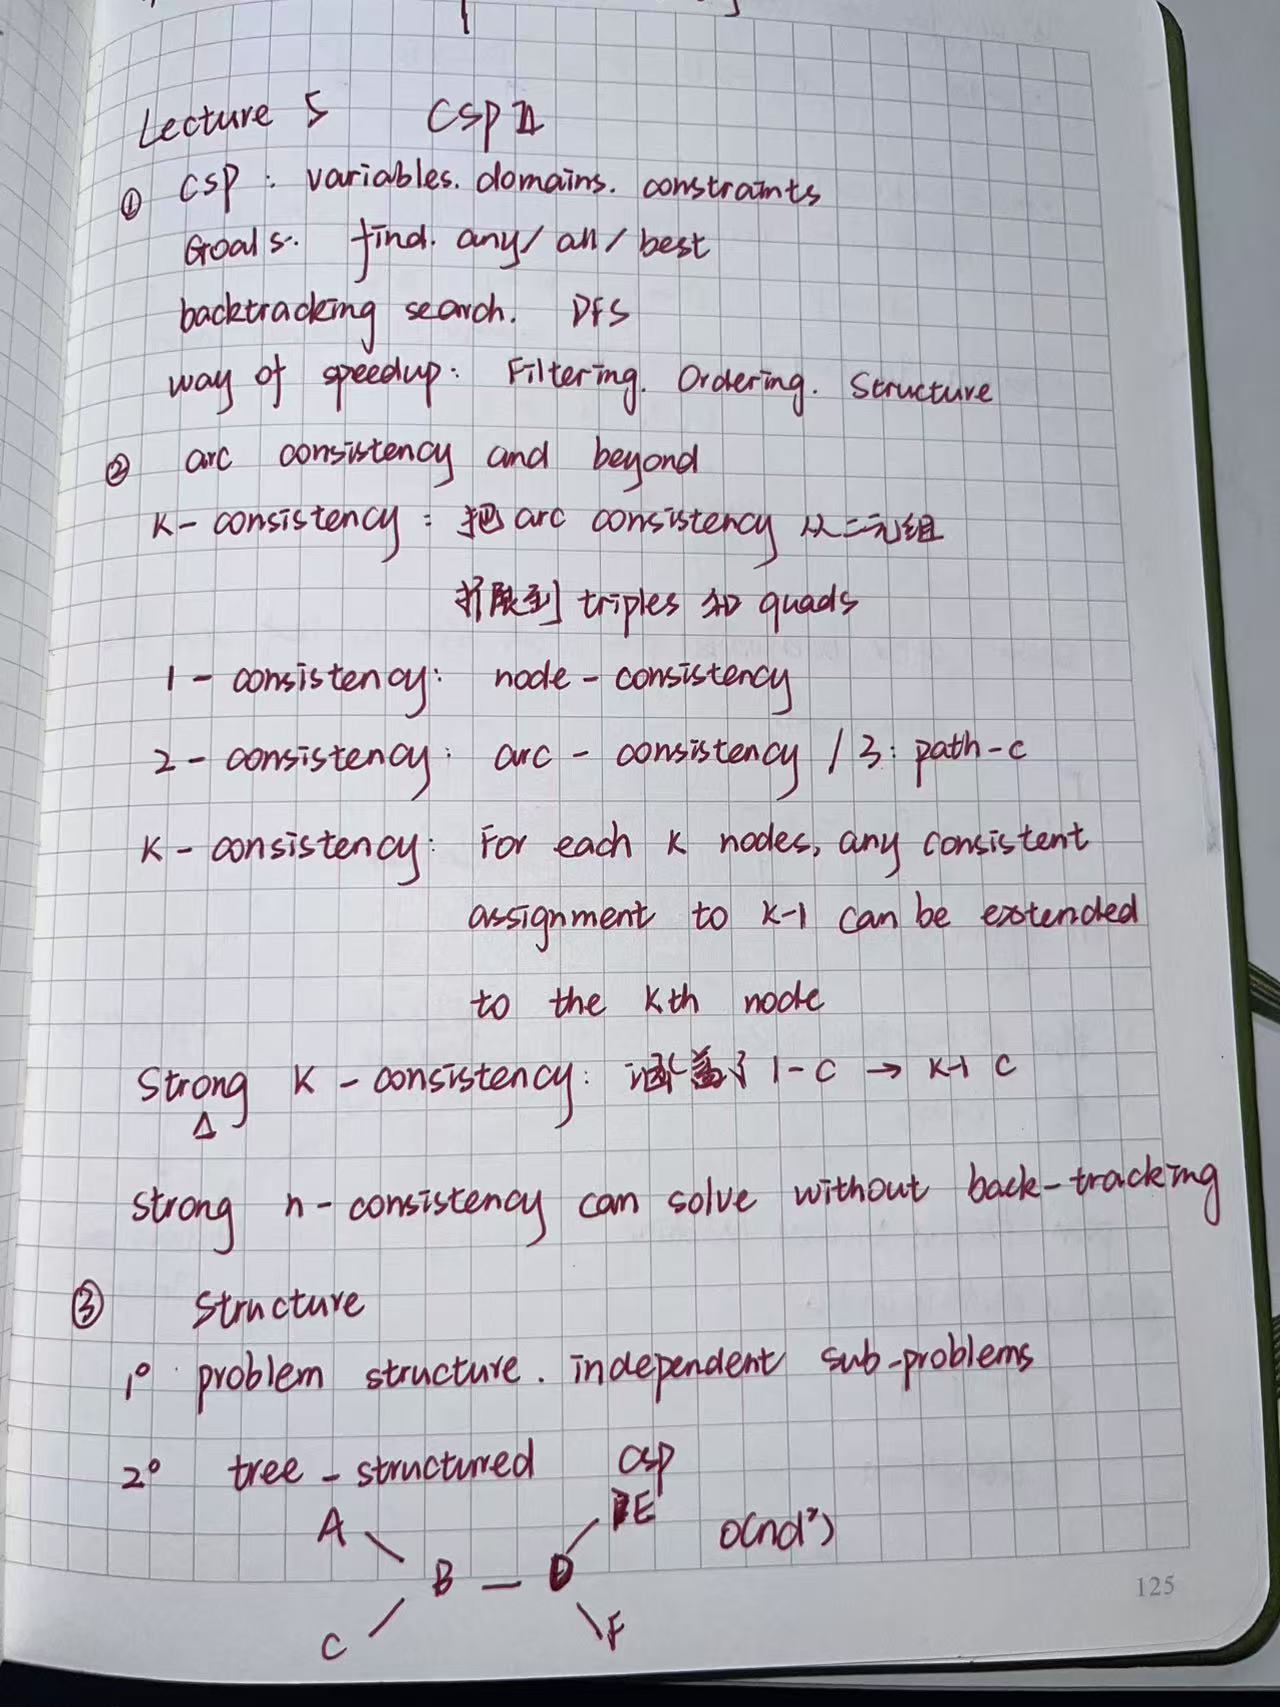 Lecture 5 CSP II
① CSP : variables. domains. constraints
Goals: find. any/ all / best
backtracking search. DFS
way of speedup: Filtering. Ordering. Structure
② arc consistency and beyond
K - consistency : 把 arc consistency 从二元组
扩展到 triples 和 quads
1 - consistency: node - consistency
2 - consistency: arc - consistency / 3: path-c
K - consistency: For each K nodes, any consistent
assignment to K-1 can be extended
to the Kth node
Strong K - consistency: 涵盖了 1-C → K-1 C
Δ
Strong n - consistency can solve without back-tracking
③ Structure
1° problem structure. independent sub-problems
2° tree - structured CSP
A E O(nd²)
B — D
C F
125